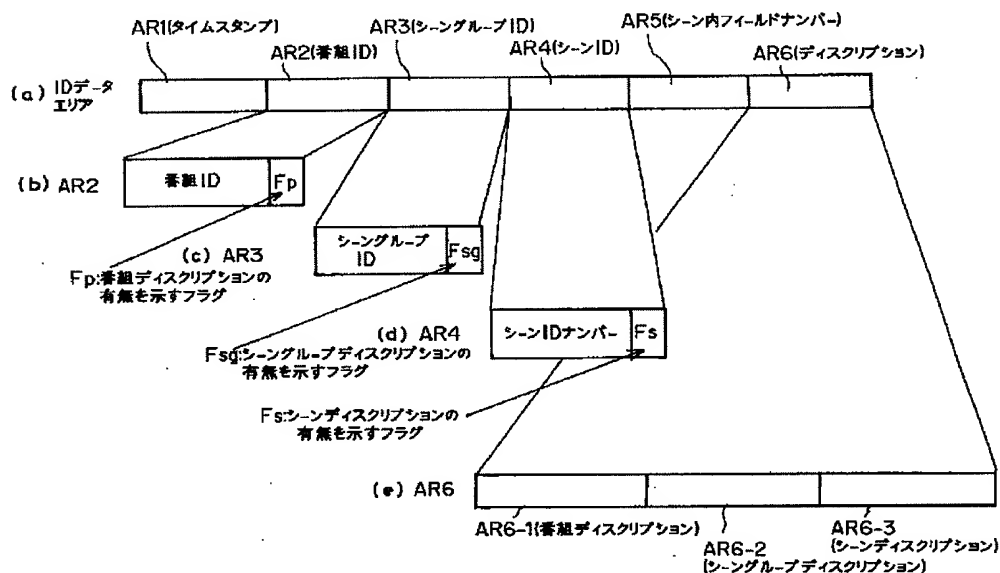 AR1(タイムスタンプ)
AR2(番組ID)
AR3(シーングループID)
AR4(シーンID)
AR5(シーン内フィールドナンバー)
AR6(ディスクリプション)
(a) IDデータ
エリア
(b) AR2
番組ID
Fp
(c) AR3
シーングループ
ID
Fsg
Fp:番組ディスクリプションの
有無を示すフラグ
(d) AR4
シーンIDナンバー
Fs
Fsg:シーングループディスクリプションの
有無を示すフラグ
Fs:シーンディスクリプションの
有無を示すフラグ
(e) AR6
AR6-1(番組ディスクリプション)
AR6-2
(シーングループディスクリプション)
AR6-3
(シーンディスクリプション)